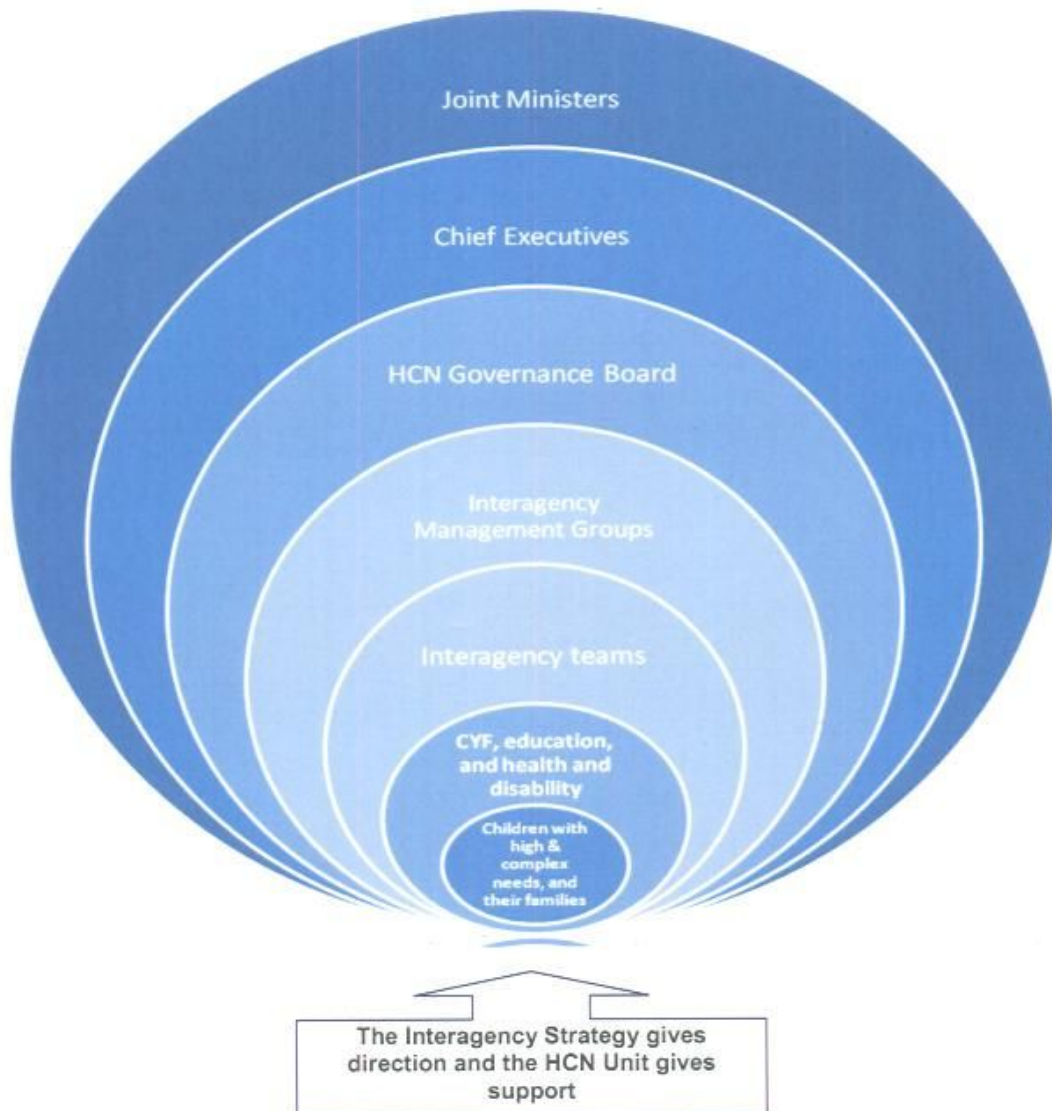 Joint Ministers
Chief Executives
HCN Governance Board
Interagency
Management Groups
Interagency teams
CYF, education,
and health and
disability
Children with
high &
complex
needs, and
their families
The Interagency Strategy gives
direction and the HCN Unit gives
support